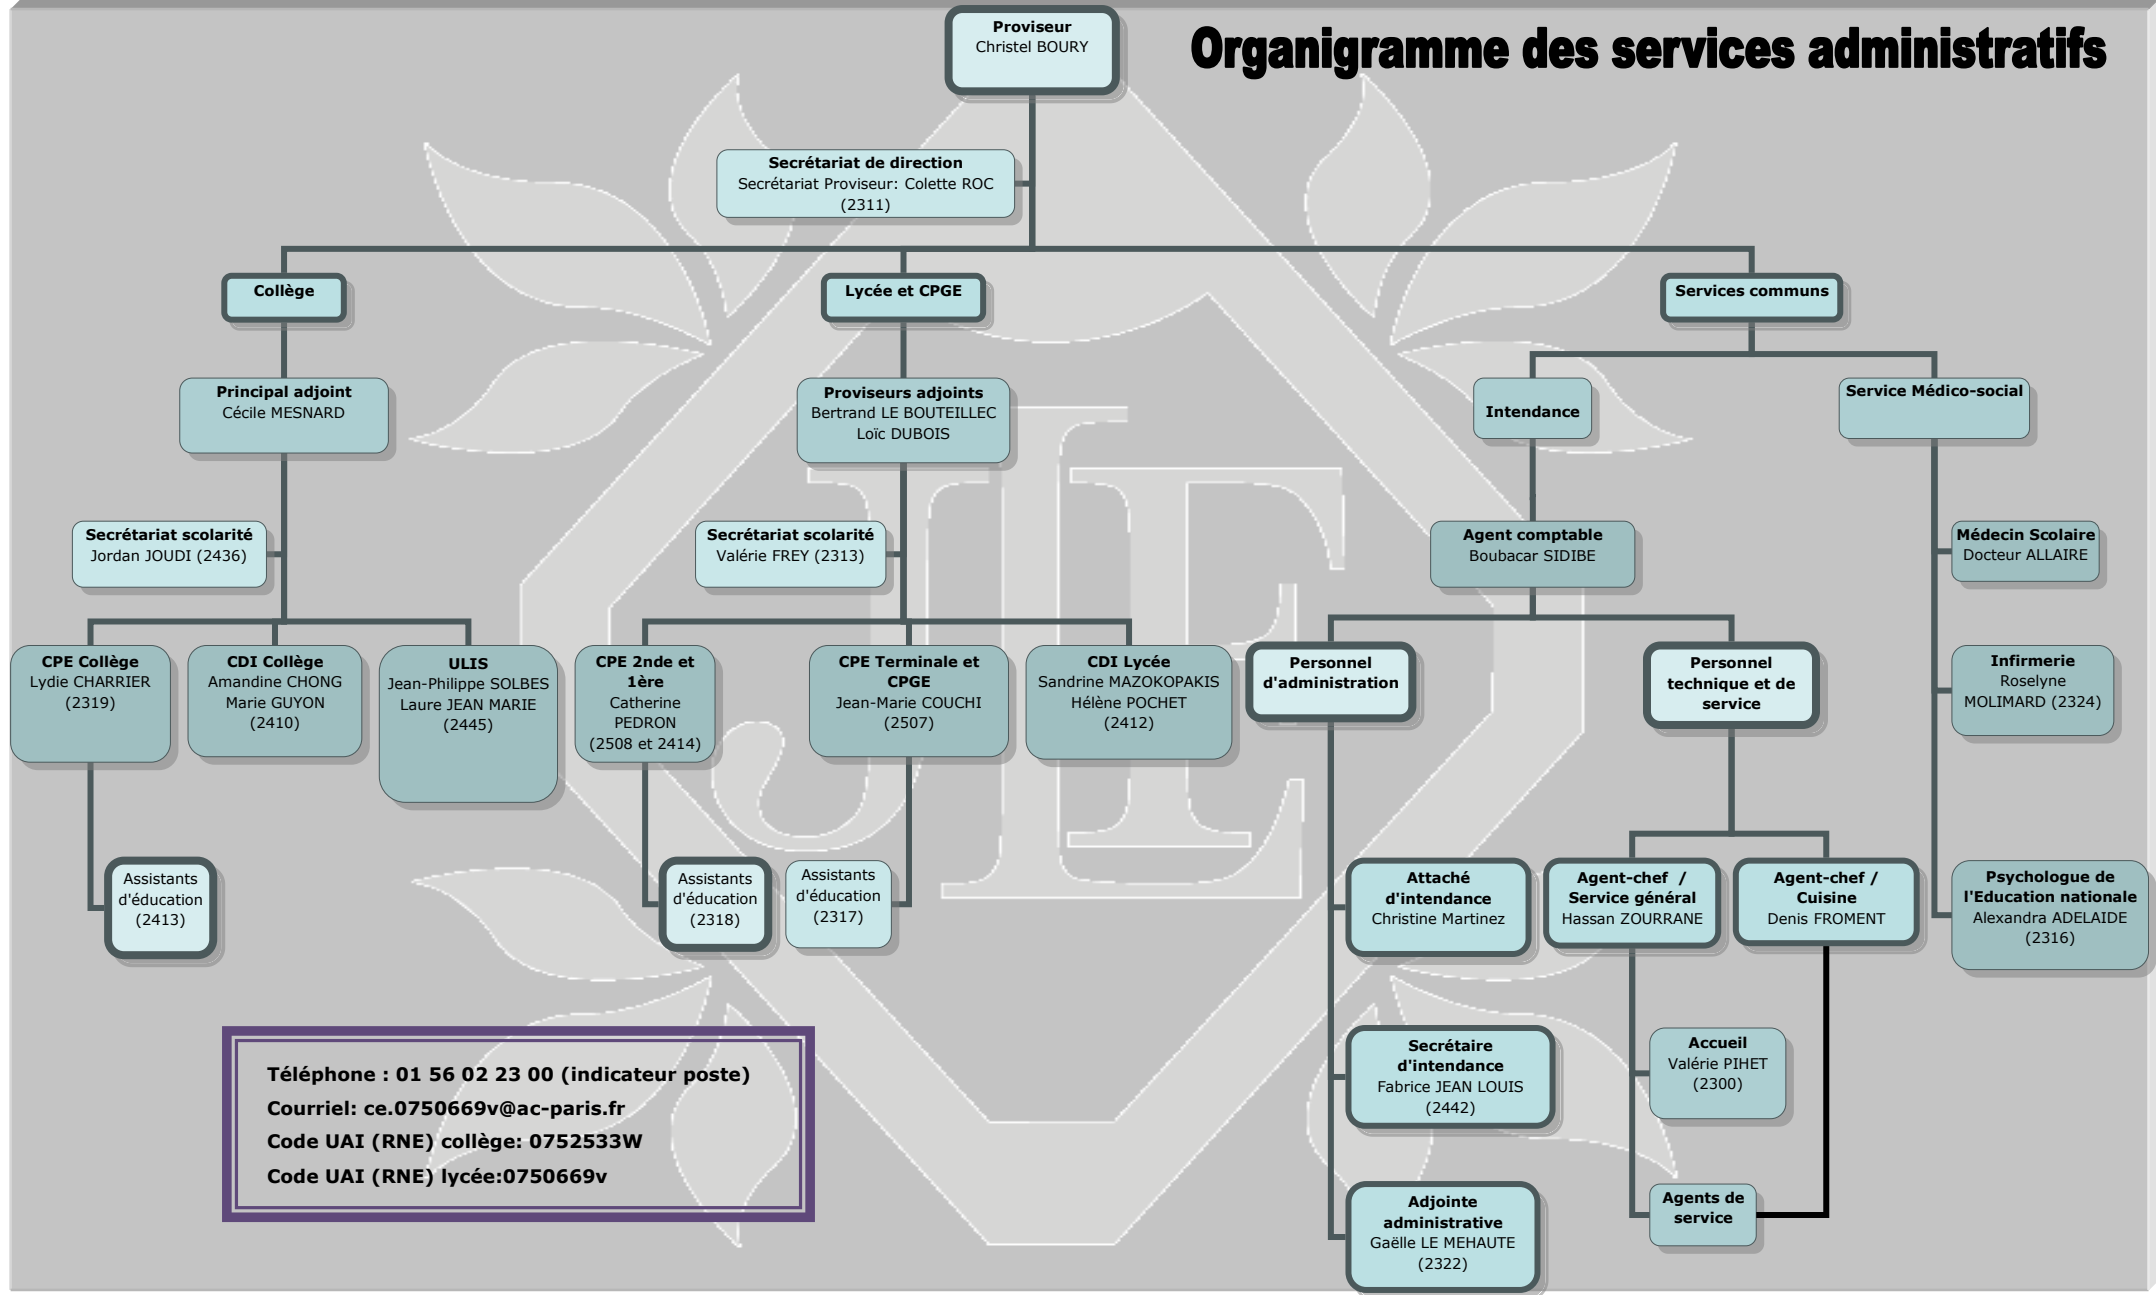 Organigramme des services administratifs
Proviseur
Christel BOURY
Secrétariat de direction
Secrétariat Proviseur: Colette ROC
(2311)
Collège
Lycée et CPGE
Services communs
Principal adjoint
Cécile MESNARD
Proviseurs adjoints
Bertrand LE BOUTEILLEC
Loïc DUBOIS
Intendance
Service Médico-social
Secrétariat scolarité
Jordan JOUDI (2436)
Secrétariat scolarité
Valérie FREY (2313)
Agent comptable
Boubacar SIDIBE
Médecin Scolaire
Docteur ALLAIRE
CPE Collège
Lydie CHARRIER
(2319)
CDI Collège
Amandine CHONG
Marie GUYON
(2410)
ULIS
Jean-Philippe SOLBES
Laure JEAN MARIE
(2445)
CPE 2nde et
1ère
Catherine
PEDRON
(2508 et 2414)
CPE Terminale et
CPGE
Jean-Marie COUCHI
(2507)
CDI Lycée
Sandrine MAZOKOPAKIS
Hélène POCHET
(2412)
Personnel
d'administration
Personnel
technique et de
service
Infirmerie
Roselyne
MOLIMARD (2324)
Assistants
d'éducation
(2413)
Assistants
d'éducation
(2318)
Assistants
d'éducation
(2317)
Attaché
d'intendance
Christine Martinez
Agent-chef /
Service général
Hassan ZOURRANE
Agent-chef /
Cuisine
Denis FROMENT
Psychologue de
l'Education nationale
Alexandra ADELAIDE
(2316)
Secrétaire
d'intendance
Fabrice JEAN LOUIS
(2442)
Accueil
Valérie PIHET
(2300)
Adjointe
administrative
Gaëlle LE MEHAUTE
(2322)
Agents de
service
Téléphone : 01 56 02 23 00 (indicateur poste)
Courriel: ce.0750669v@ac-paris.fr
Code UAI (RNE) collège: 0752533W
Code UAI (RNE) lycée:0750669v
JE